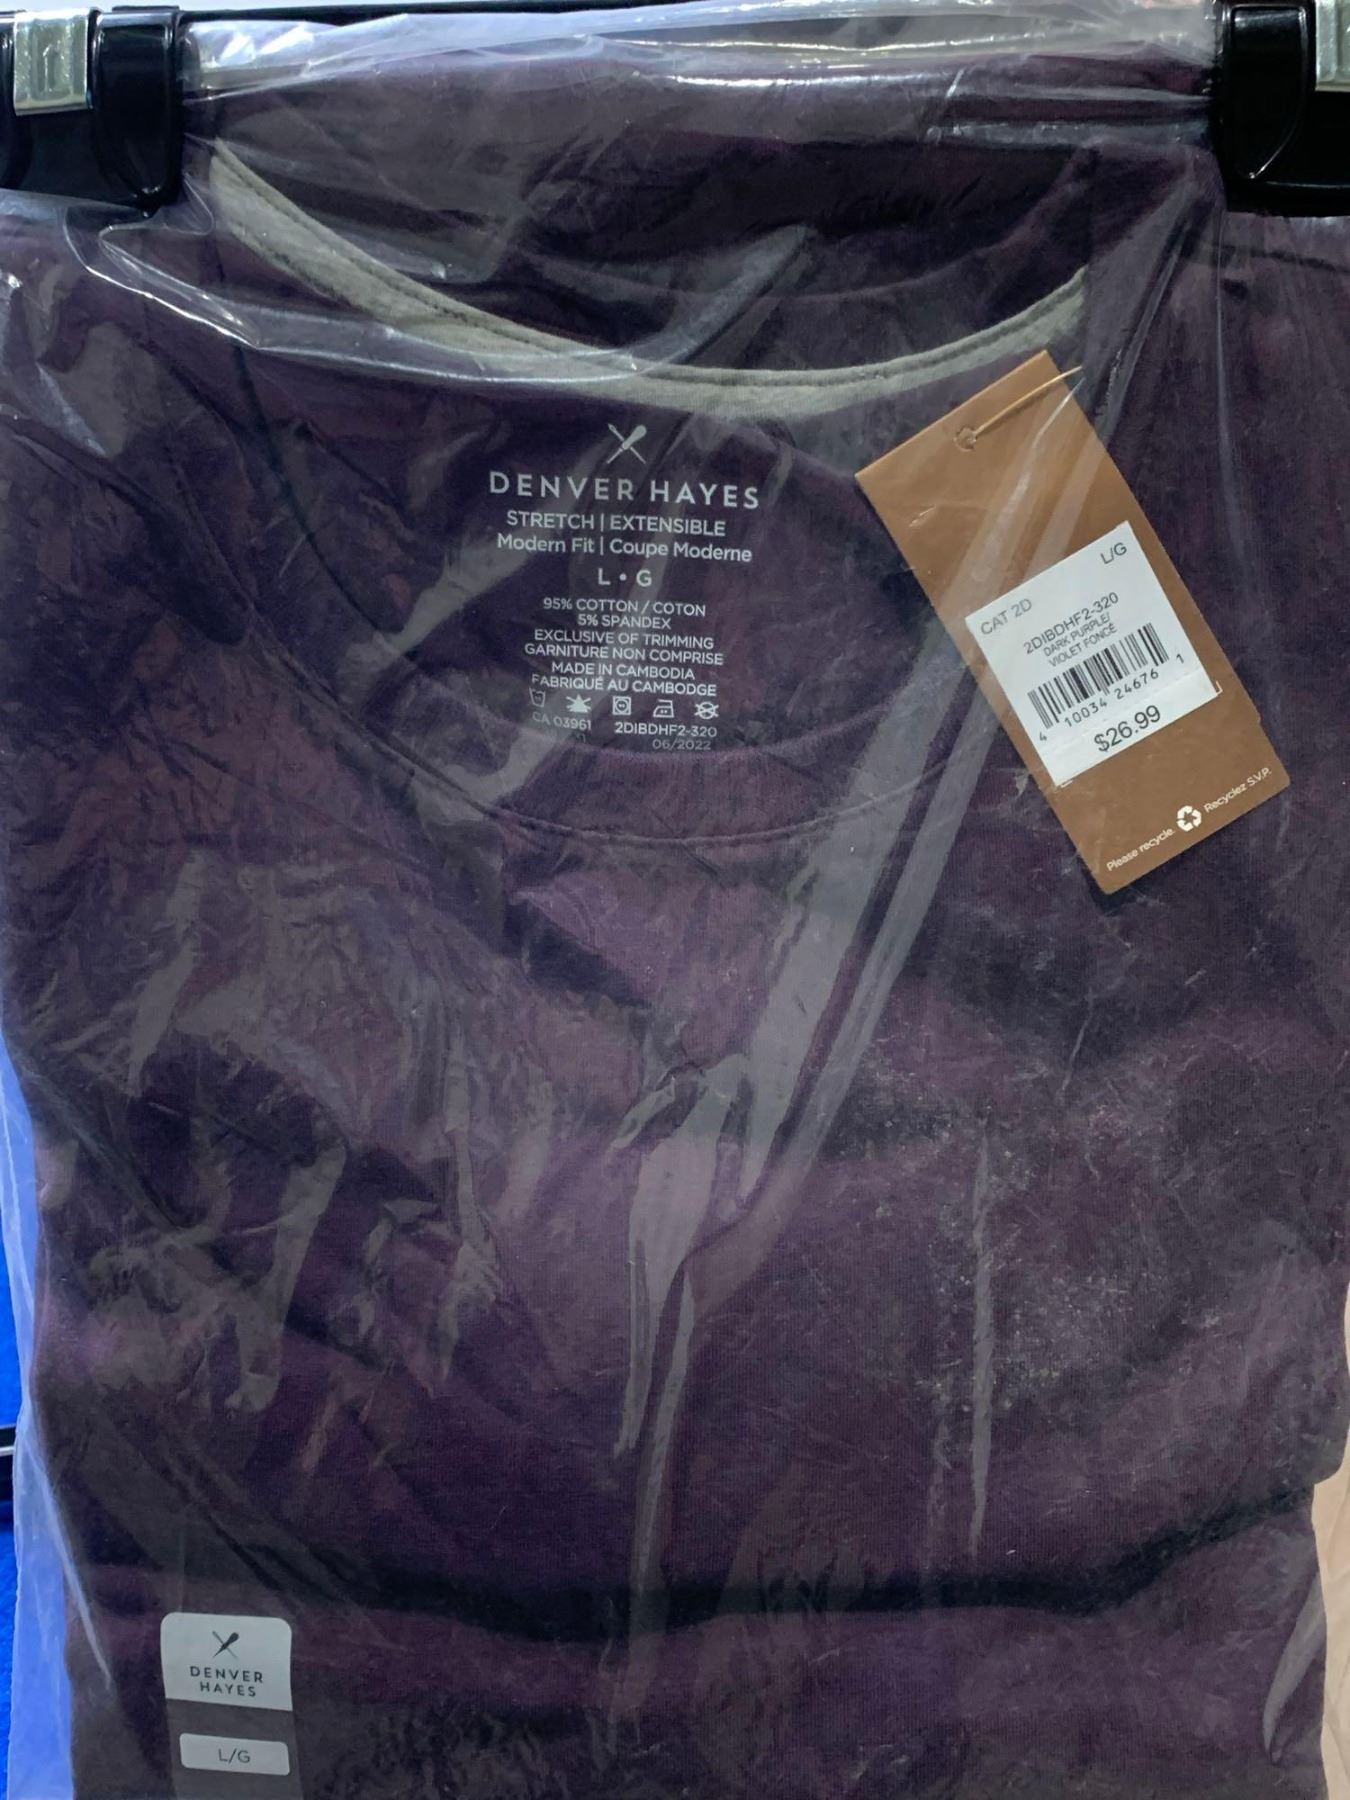 DENVER HAYES
STRETCH | EXTENSIBLE
Modern Fit | Coupe Moderne
L • G
95% COTTON / COTON
5% SPANDEX
EXCLUSIVE OF TRIMMING
GARNITURE NON COMPRISE
MADE IN CAMBODIA
FABRIQUÉ AU CAMBODGE
CA 03961 2DIBDHF2-320
06/2022
L/G
CAT 2D
2DIBDHF2-320
DARK PURPLE/
VIOLET FONCÉ
4 10034 24676 1
$26.99
Please recycle. Recyclez S.V.P.
DENVER
HAYES
L/G